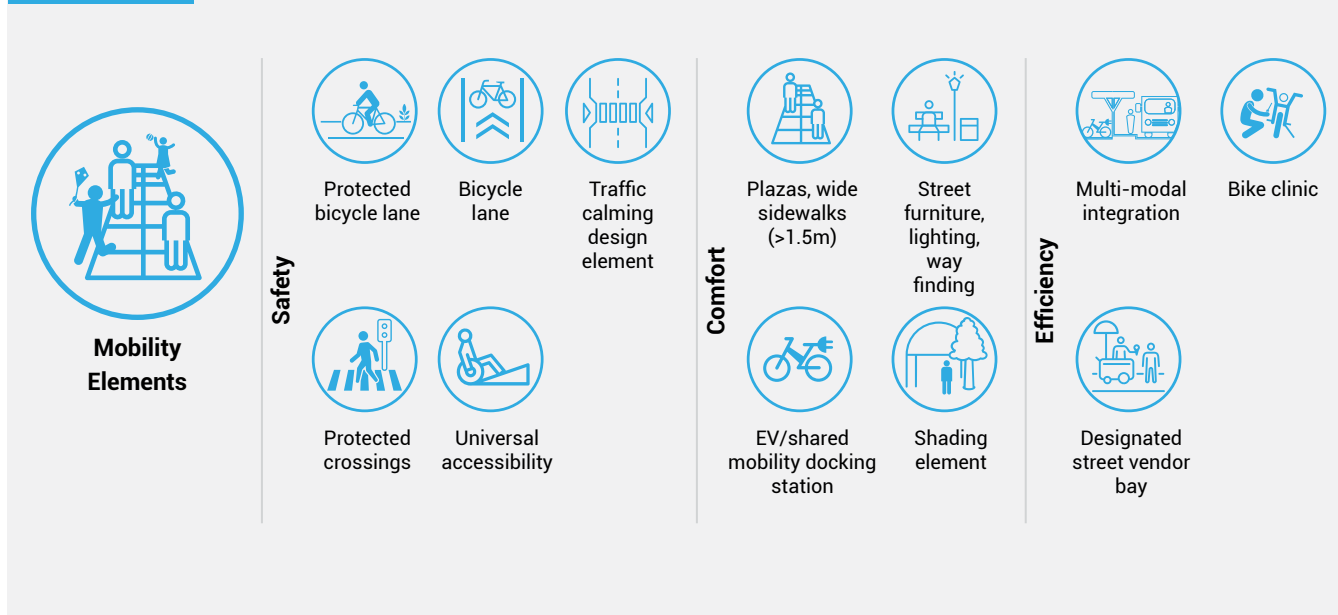 Mobility
Elements
Safety
Protected
bicycle lane
Bicycle
lane
Traffic
calming
design
element
Protected
crossings
Universal
accessibility
Comfort
Plazas, wide
sidewalks
(>1.5m)
Street
furniture,
lighting,
way
finding
EV/shared
mobility docking
station
Shading
element
Efficiency
Multi-modal
integration
Bike clinic
Designated
street vendor
bay